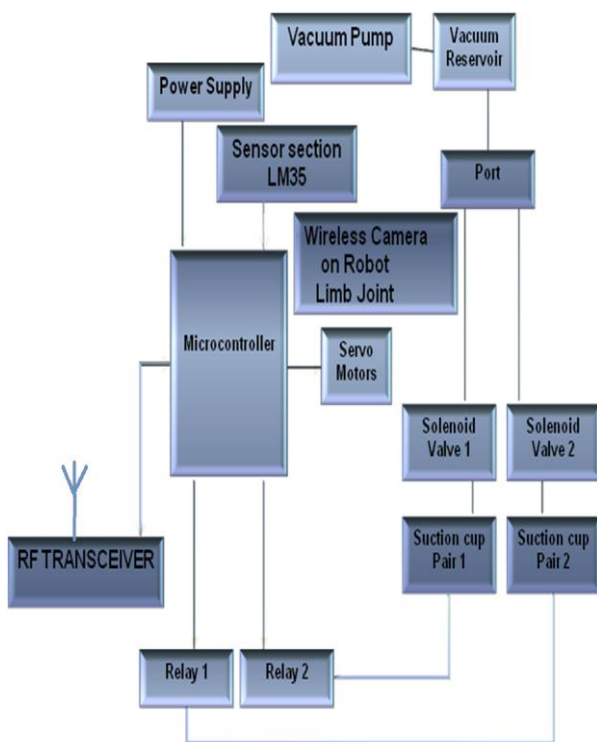 Vacuum Pump
Vacuum
Reservoir
Power Supply
Sensor section
LM35
Port
Wireless Camera
on Robot
Limb Joint
Microcontroller
Servo
Motors
Solenoid
Valve 1
Solenoid
Valve 2
RF TRANSCEIVER
Suction cup
Pair 1
Suction cup
Pair 2
Relay 1
Relay 2